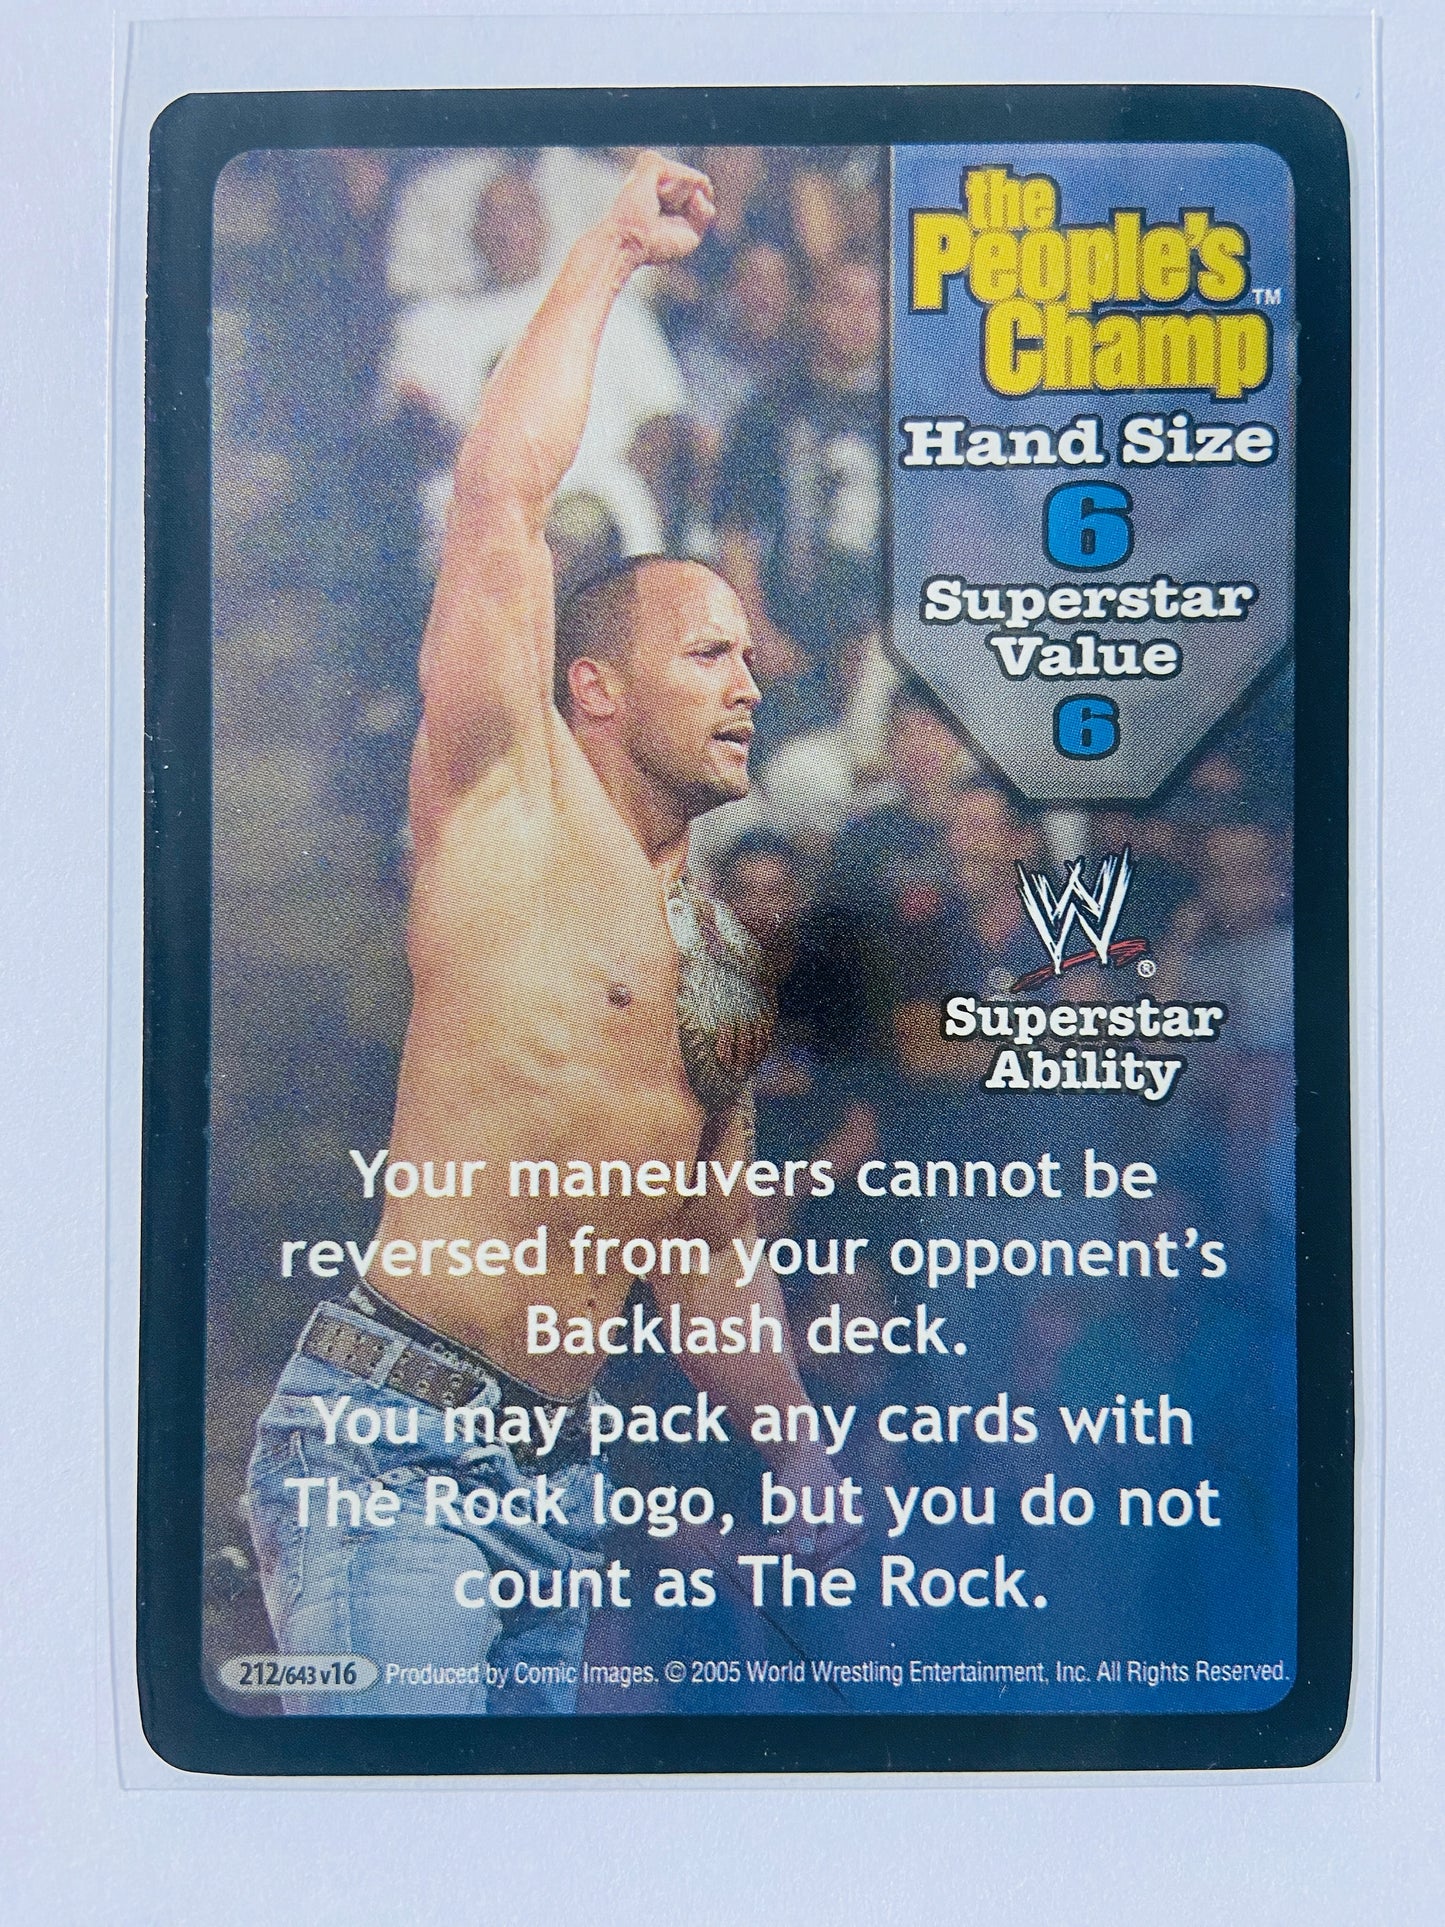 the
People's
Champ™
Hand Size
6
Superstar
Value
6
W®
Superstar
Ability
Your maneuvers cannot be
reversed from your opponent's
Backlash deck.
You may pack any cards with
The Rock logo, but you do not
count as The Rock.
212/643 v16 Produced by Comic Images. © 2005 World Wrestling Entertainment, Inc. All Rights Reserved.